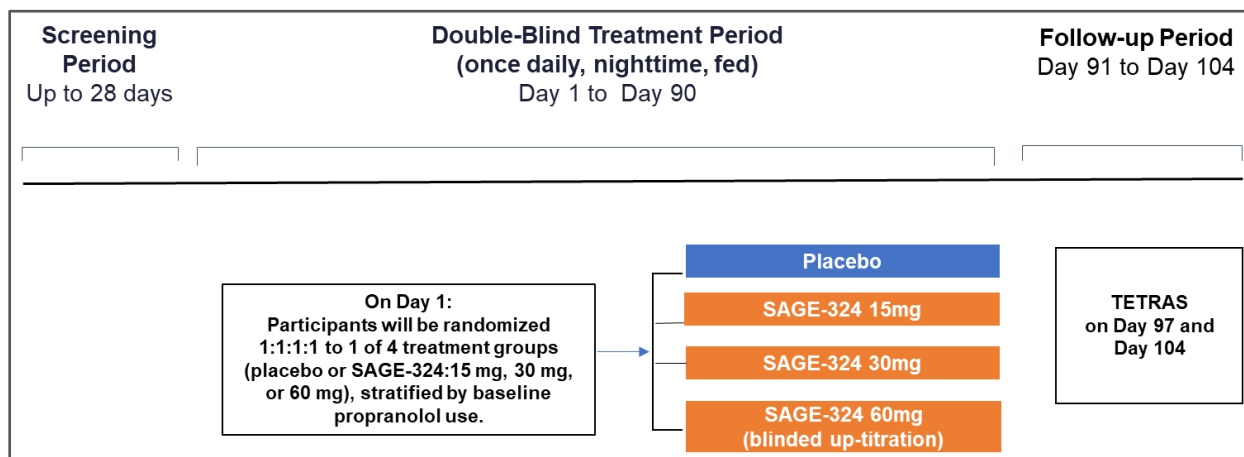 Screening
Period
Up to 28 days
Double-Blind Treatment Period
(once daily, nighttime, fed)
Day 1 to Day 90
Follow-up Period
Day 91 to Day 104
On Day 1:
Participants will be randomized
1:1:1:1 to 1 of 4 treatment groups
(placebo or SAGE-324:15 mg, 30 mg,
or 60 mg), stratified by baseline
propranolol use.
Placebo
SAGE-324 15mg
SAGE-324 30mg
SAGE-324 60mg
(blinded up-titration)
TETRAS
on Day 97 and
Day 104